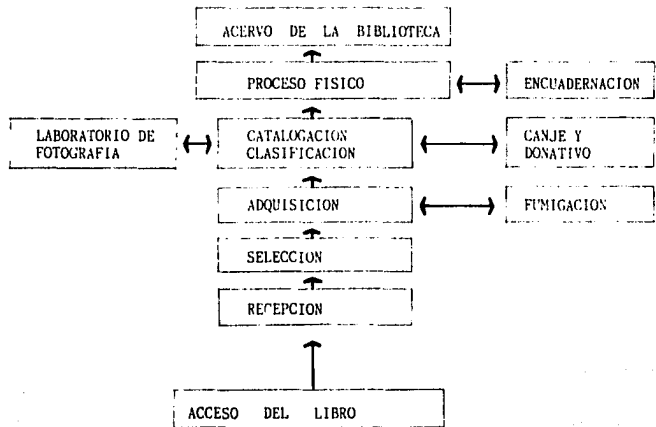 ACERVO DE LA BIBLIOTECA
PROCESO FISICO
ENCUADERNACION
LABORATORIO DE
FOTOGRAFIA
CATALOGACION
CLASIFICACION
CANJE Y
DONATIVO
ADQUISICION
FUMIGACION
SELECCION
RECEPCION
ACCESO DEL LIBRO